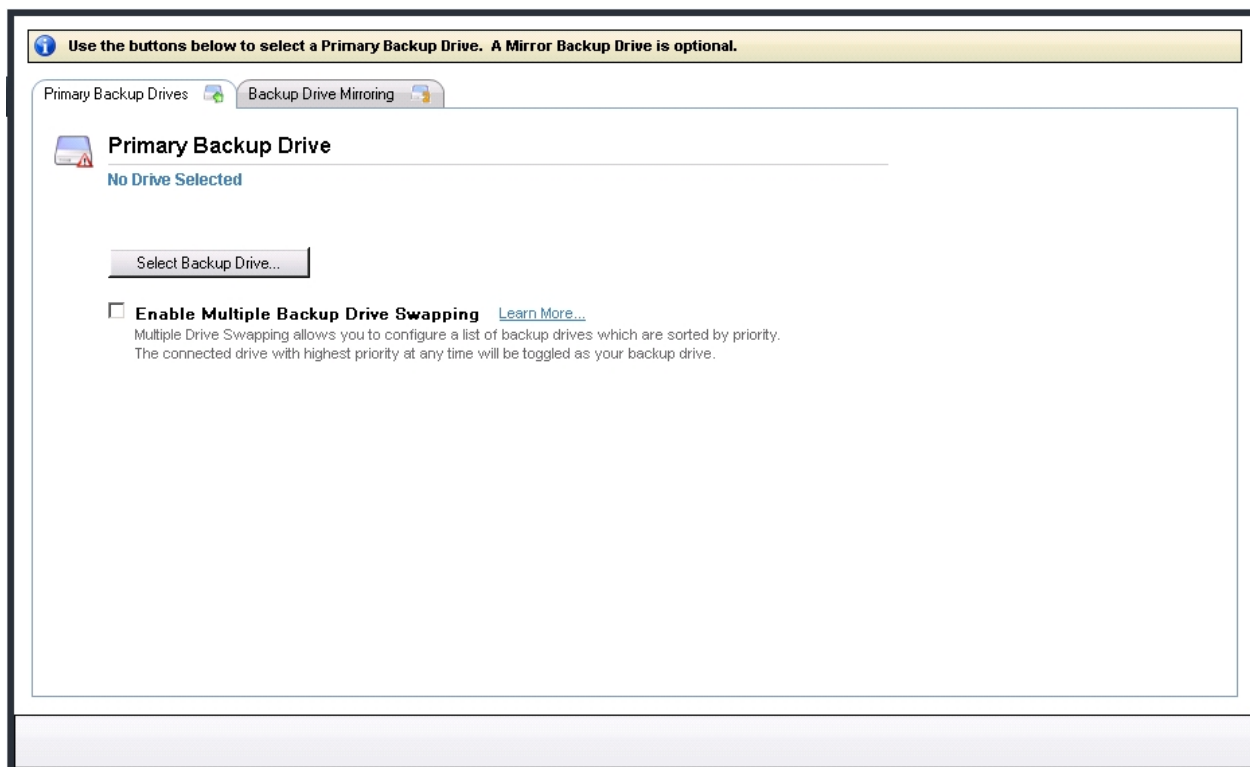 Use the buttons below to select a Primary Backup Drive. A Mirror Backup Drive is optional.
Primary Backup Drives
Backup Drive Mirroring
Primary Backup Drive
No Drive Selected
Select Backup Drive...
Enable Multiple Backup Drive Swapping Learn More...
Multiple Drive Swapping allows you to configure a list of backup drives which are sorted by priority.
The connected drive with highest priority at any time will be toggled as your backup drive.